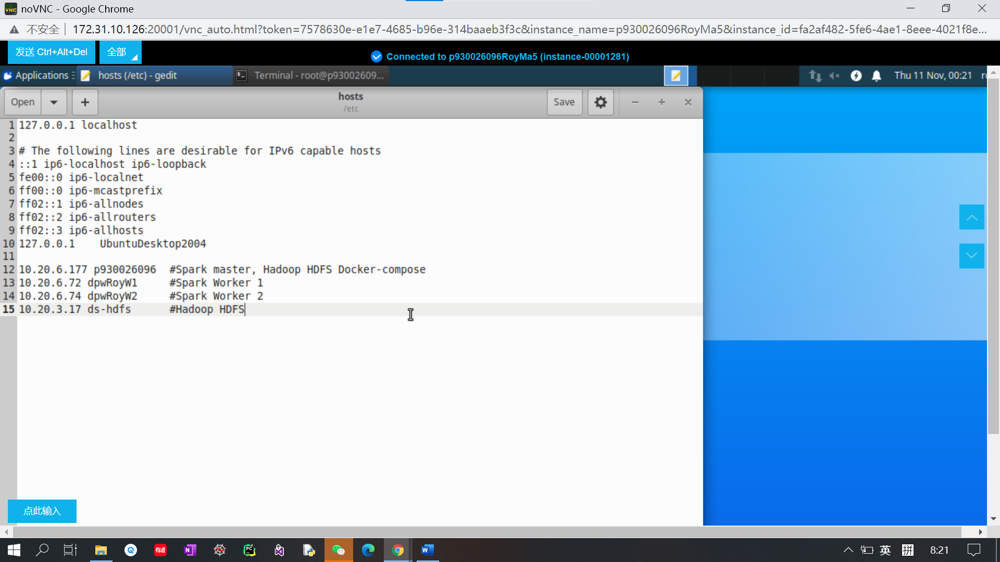 noVNC - Google Chrome
不安全 172.31.10.126:20001/vnc_auto.html?token=7578630e-e1e7-4685-b96e-314baaeb3f3c&instance_name=p930026096RoyMa5&instance_id=fa2af482-5fe6-4ae1-8eee-4021f8e...
发送 Ctrl+Alt+Del 全部
Connected to p930026096RoyMa5 (instance-00001281)
Applications hosts (/etc) - gedit Terminal - root@p93002609... Thu 11 Nov, 00:21 r
Open + hosts Save
/etc
1 127.0.0.1 localhost
2
3 # The following lines are desirable for IPv6 capable hosts
4 ::1 ip6-localhost ip6-loopback
5 fe00::0 ip6-localnet
6 ff00::0 ip6-mcastprefix
7 ff02::1 ip6-allnodes
8 ff02::2 ip6-allrouters
9 ff02::3 ip6-allhosts
10 127.0.0.1 UbuntuDesktop2004
11
12 10.20.6.177 p930026096 #Spark master, Hadoop HDFS Docker-compose
13 10.20.6.72 dpwRoyW1 #Spark Worker 1
14 10.20.6.74 dpwRoyW2 #Spark Worker 2
15 10.20.3.17 ds-hdfs #Hadoop HDFS
点此输入
有道 N PC W 英 拼 8:21